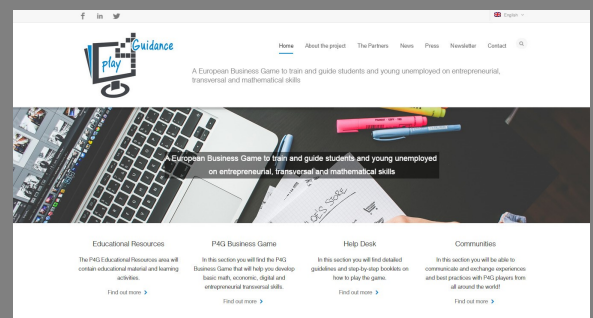 English
Guidance
play
Home About the project The Partners News Press Newsletter Contact
A European Business Game to train and guide students and young unemployed on entrepreneurial,
transversal and mathematical skills
A European Business Game to train and guide students and young unemployed
on entrepreneurial, transversal and mathematical skills
Educational Resources
The P4G Educational Resources area will
contain educational material and learning
activities.
Find out more
P4G Business Game
In this section you will find the P4G
Business Game that will help you develop
basic math, economic, digital and
entrepreneurial transversal skills.
Find out more
Help Desk
In this section you will find detailed
guidelines and step-by-step booklets on
how to play the game.
Find out more
Communities
In this section you will be able to
communicate and exchange experiences
and best practices with P4G players from
all around the world!
Find out more